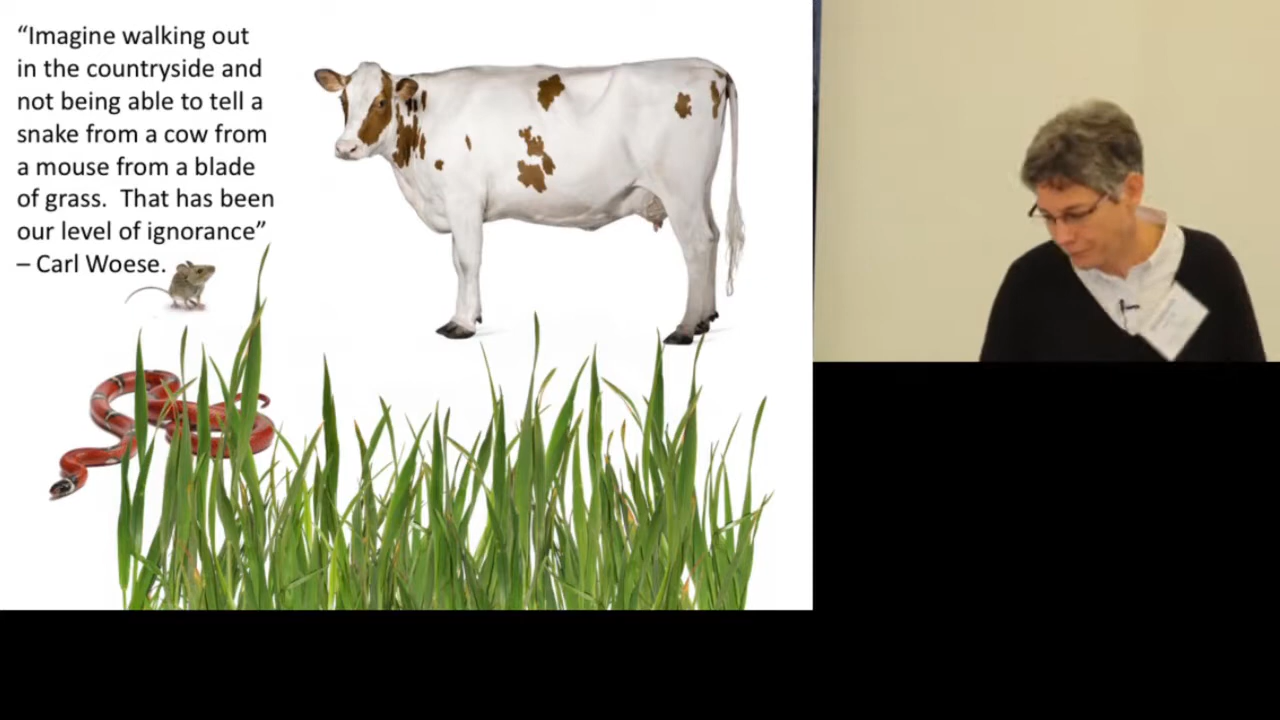 “Imagine walking out
in the countryside and
not being able to tell a
snake from a cow from
a mouse from a blade
of grass.  That has been
our level of ignorance”
– Carl Woese.